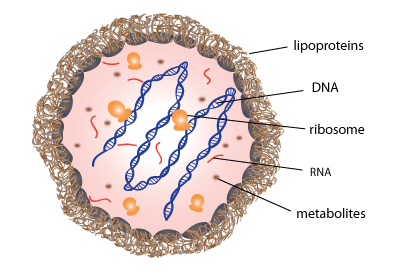 lipoproteins
DNA
ribosome
RNA
metabolites